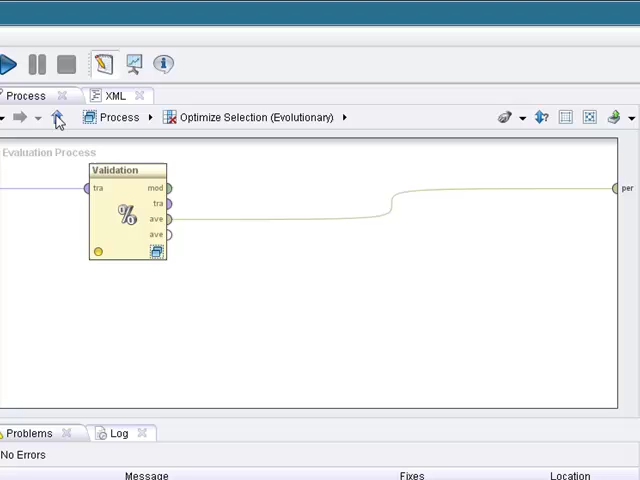 Process
XML
Process
Optimize Selection (Evolutionary)
Evaluation Process
Validation
tra
mod
tra
ave
ave
%
per
Problems
Log
No Errors
Message
Fixes
Location